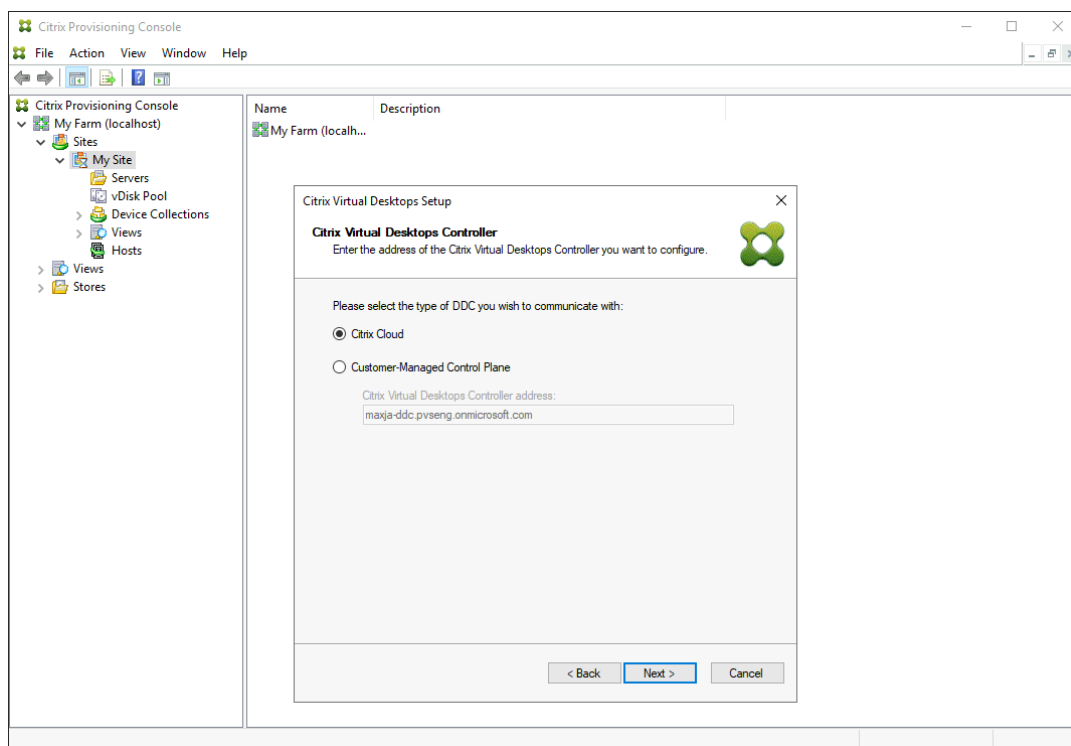 Citrix Provisioning Console
File Action View Window Help
Citrix Provisioning Console
My Farm (localhost)
Sites
My Site
Servers
vDisk Pool
Device Collections
Views
Hosts
Views
Stores
Name Description
My Farm (localh...
Citrix Virtual Desktops Setup
Citrix Virtual Desktops Controller
Enter the address of the Citrix Virtual Desktops Controller you want to configure.
Please select the type of DDC you wish to communicate with:
Citrix Cloud
Customer-Managed Control Plane
Citrix Virtual Desktops Controller address:
maxja-ddc.pvseng.onmicrosoft.com
< Back Next > Cancel